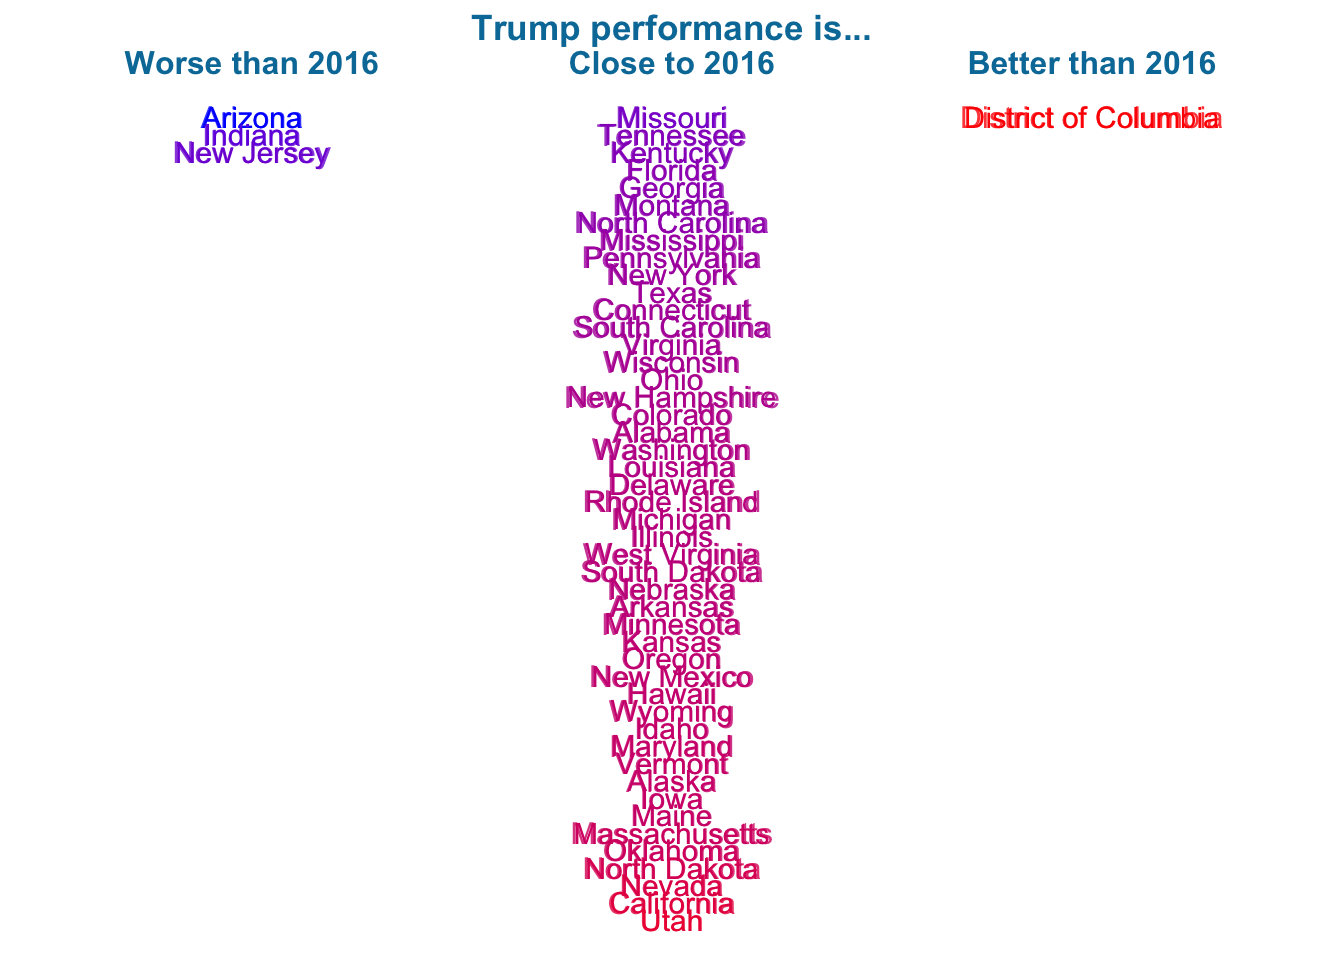 Trump performance is...
Worse than 2016
Close to 2016
Better than 2016
Arizona
Indiana
New Jersey
Missouri
Tennessee
Kentucky
Florida
Georgia
Montana
North Carolina
Mississippi
Pennsylvania
New York
Texas
Connecticut
South Carolina
Virginia
Wisconsin
Ohio
New Hampshire
Colorado
Alabama
Washington
Louisiana
Delaware
Rhode Island
Michigan
Illinois
West Virginia
South Dakota
Nebraska
Arkansas
Minnesota
Kansas
Oregon
New Mexico
Hawaii
Wyoming
Idaho
Maryland
Vermont
Alaska
Iowa
Maine
Massachusetts
Oklahoma
North Dakota
Nevada
California
Utah
District of Columbia